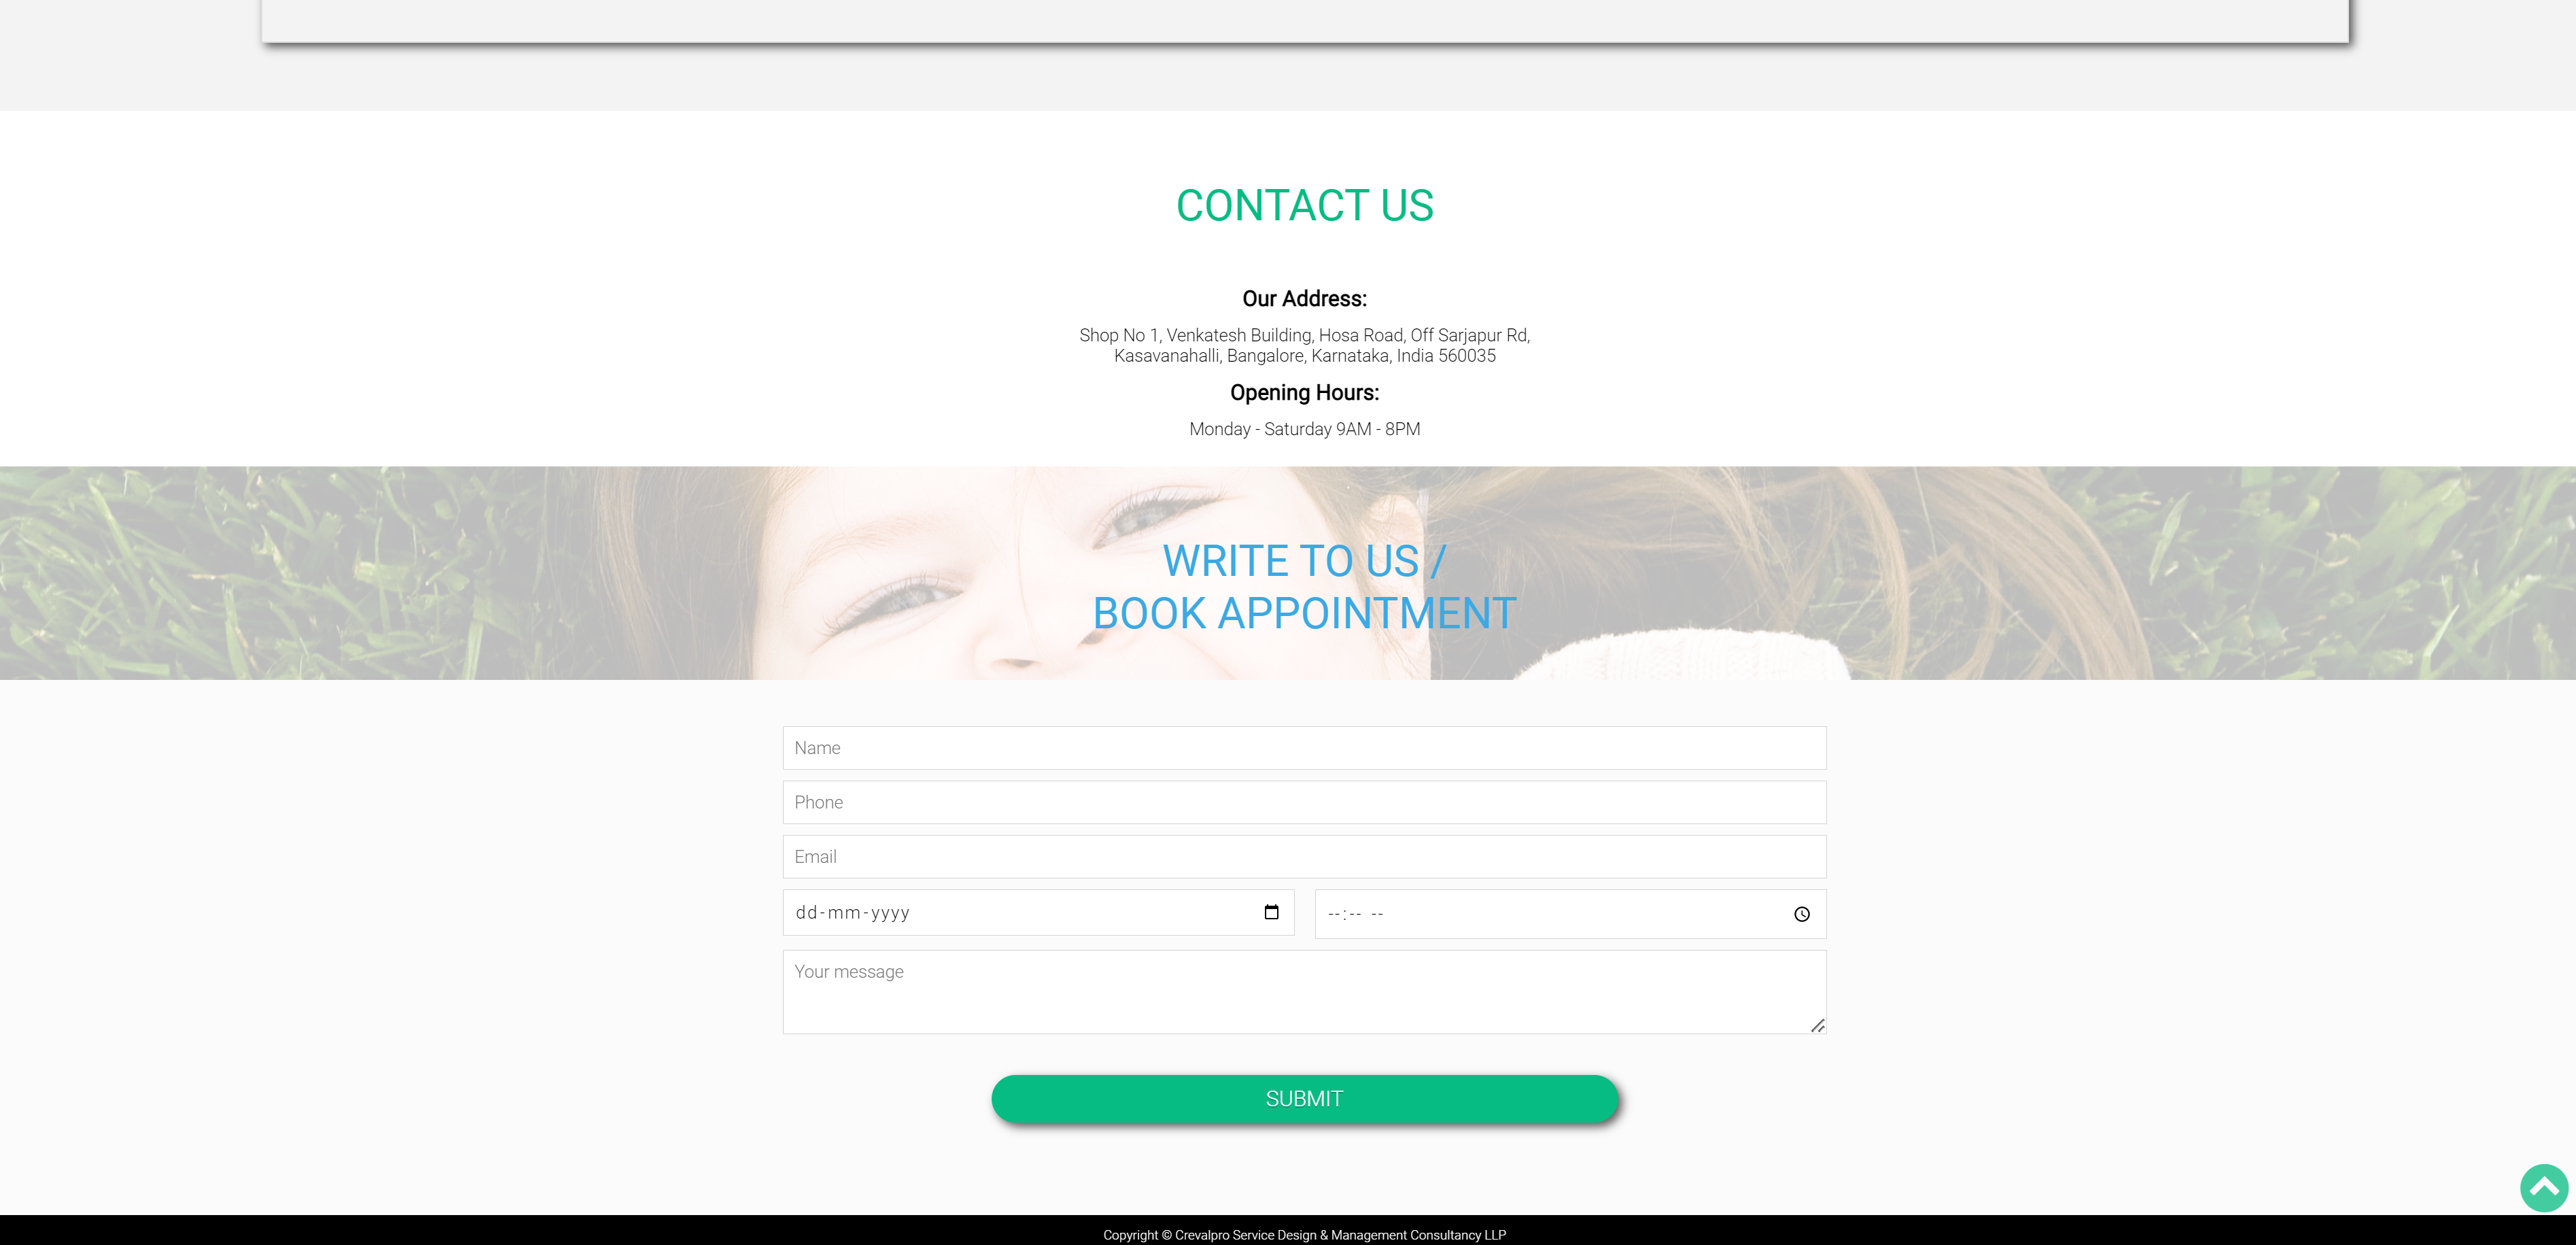 CONTACT US
Our Address:
Shop No 1, Venkatesh Building, Hosa Road, Off Sarjapur Rd,
Kasavanahalli, Bangalore, Karnataka, India 560035
Opening Hours:
Monday - Saturday 9AM - 8PM
WRITE TO US /
BOOK APPOINTMENT
Name
Phone
Email
dd-mm-yyyy
--:-- --
Your message
SUBMIT
Copyright © Crevalpro Service Design & Management Consultancy LLP